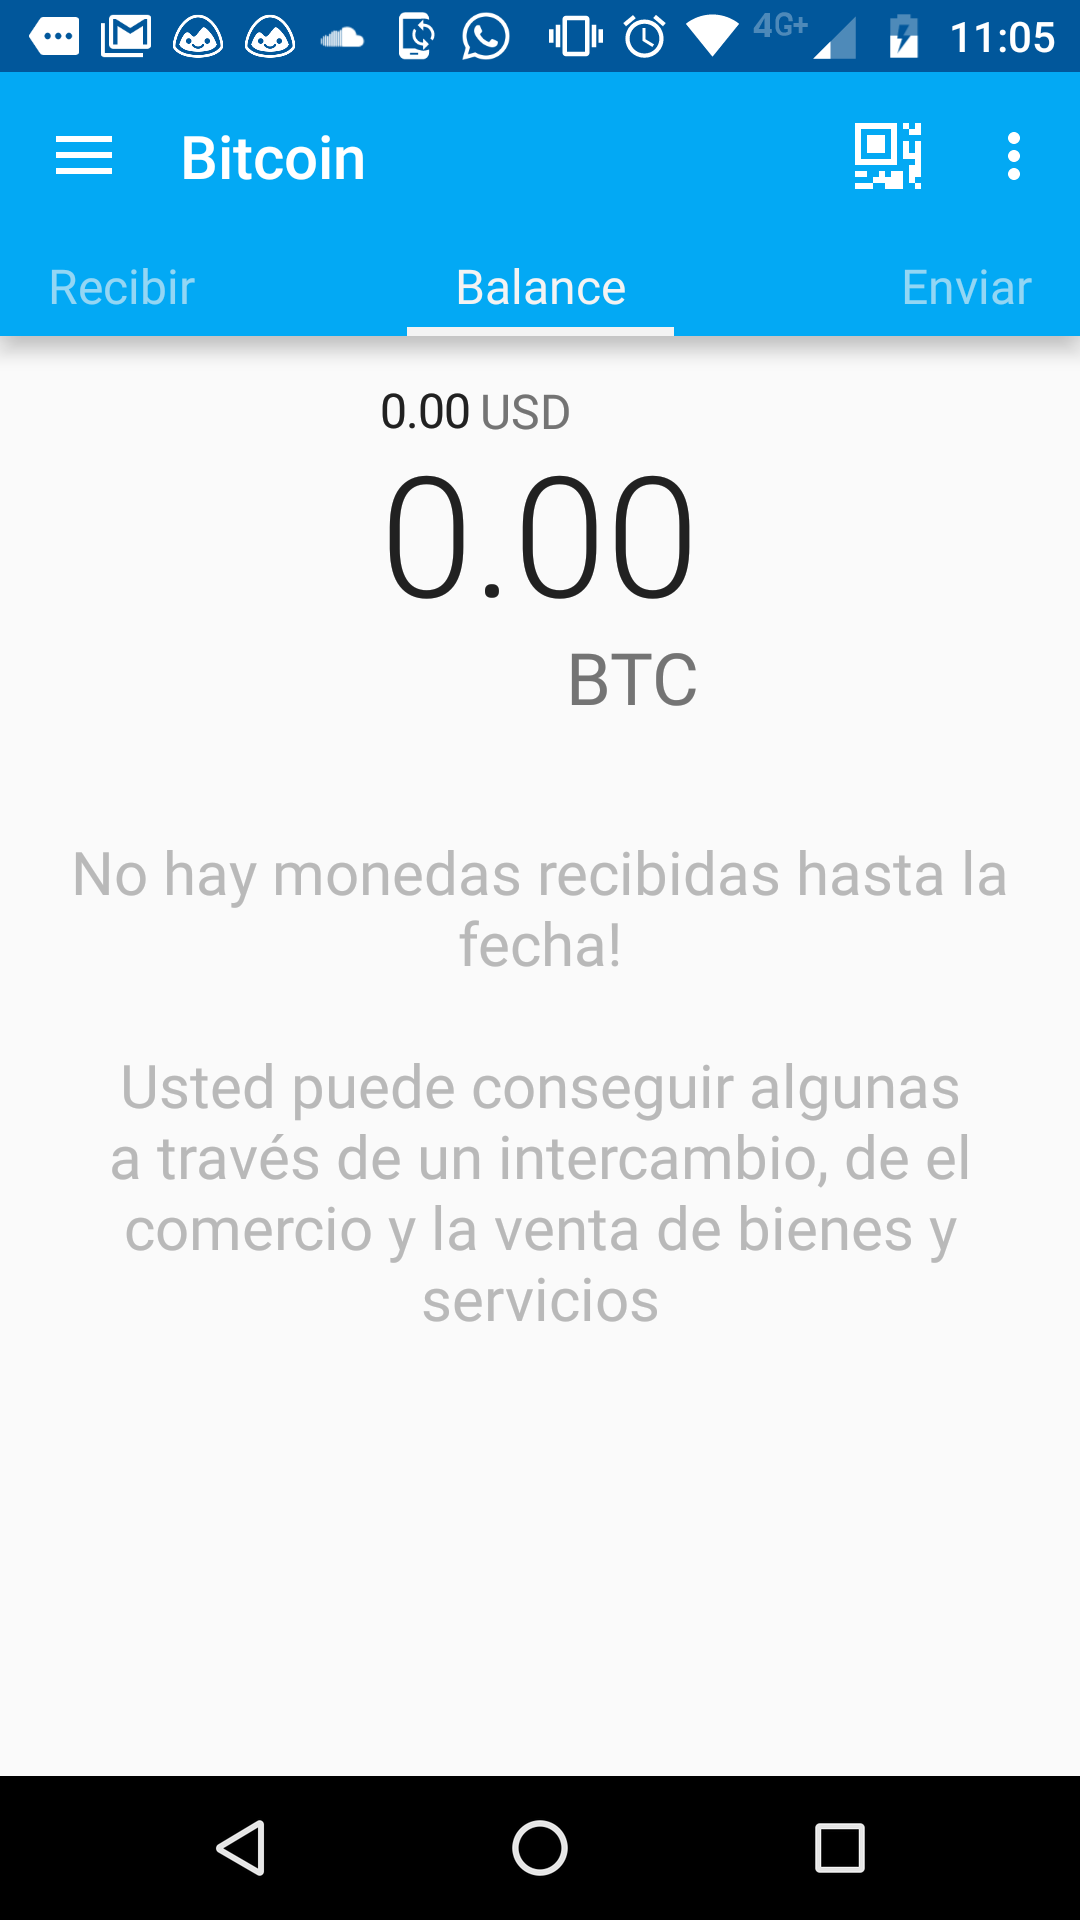 4G+ 11:05
Bitcoin
Recibir Balance Enviar
0.00 USD
0.00
BTC
No hay monedas recibidas hasta la
fecha!
Usted puede conseguir algunas
a través de un intercambio, de el
comercio y la venta de bienes y
servicios